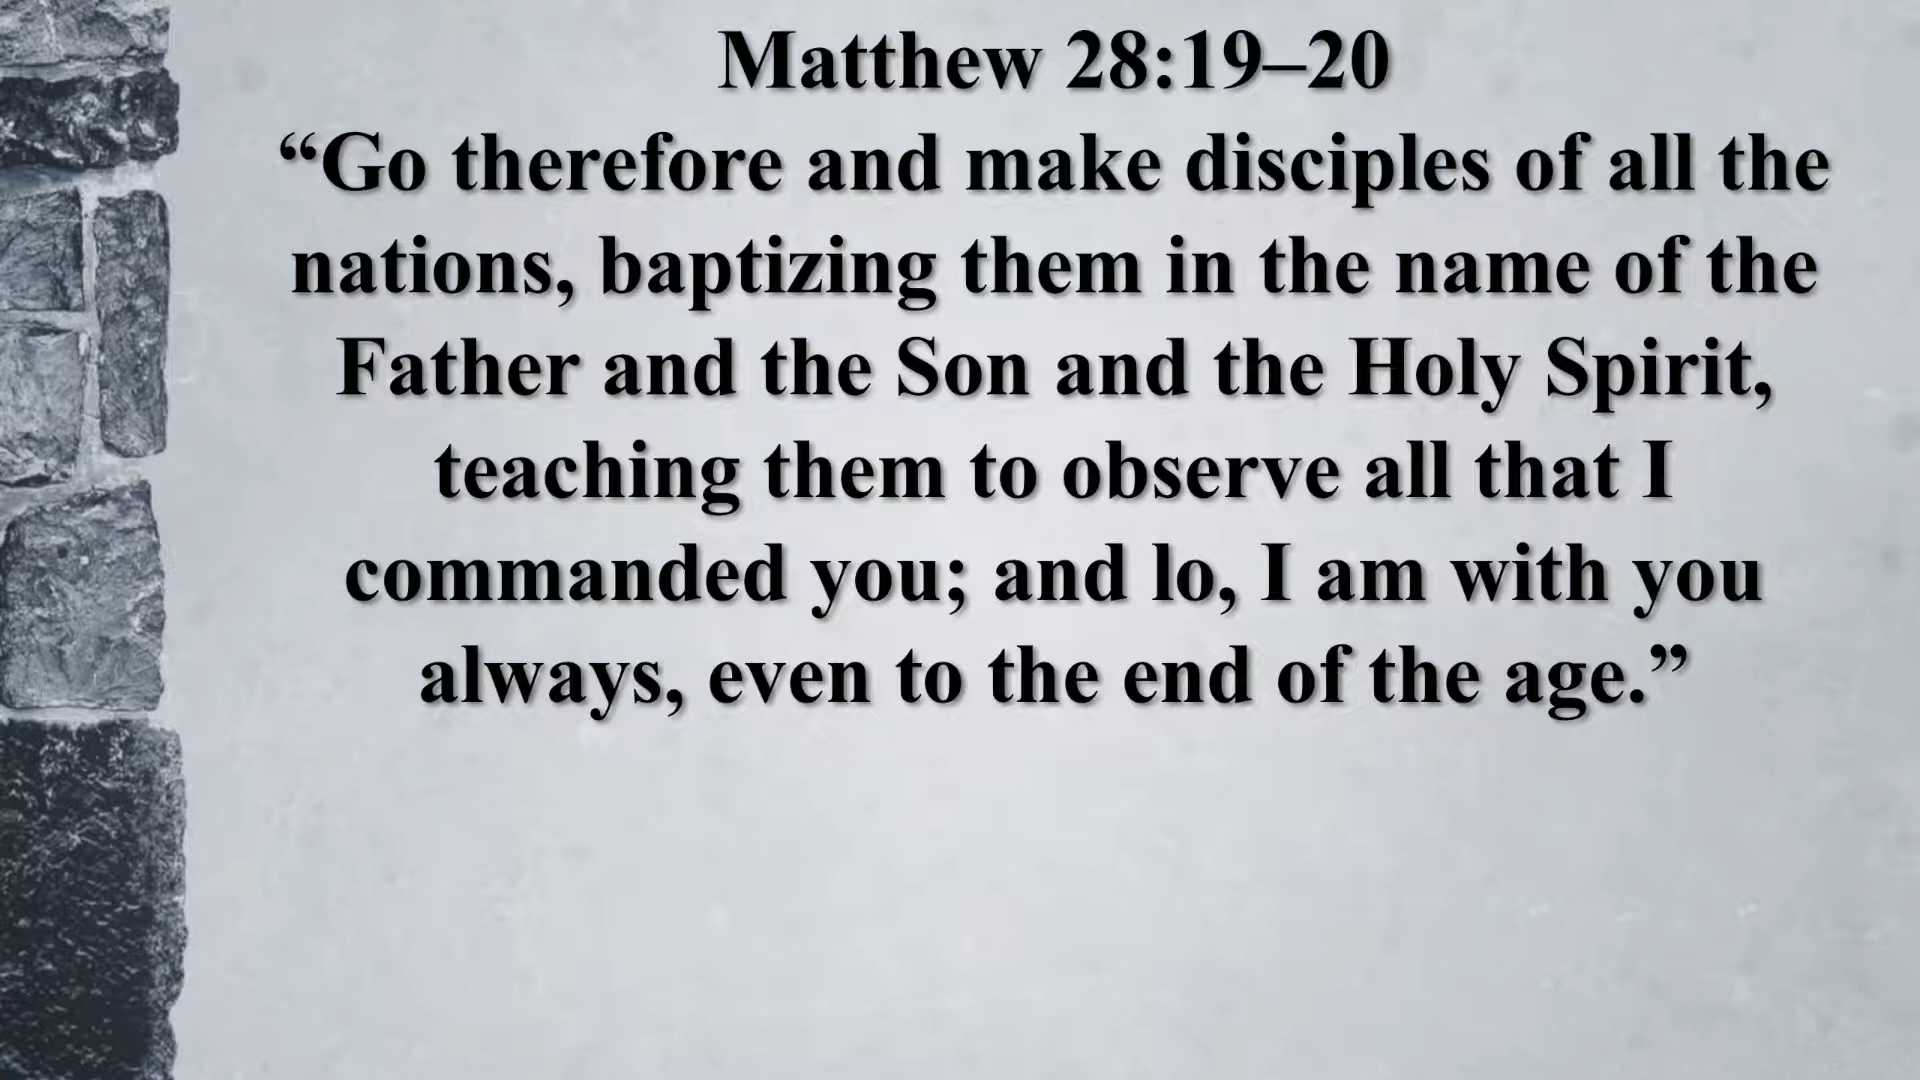 Matthew 28:19–20
“Go therefore and make disciples of all the
nations, baptizing them in the name of the
Father and the Son and the Holy Spirit,
teaching them to observe all that I
commanded you; and lo, I am with you
always, even to the end of the age.”